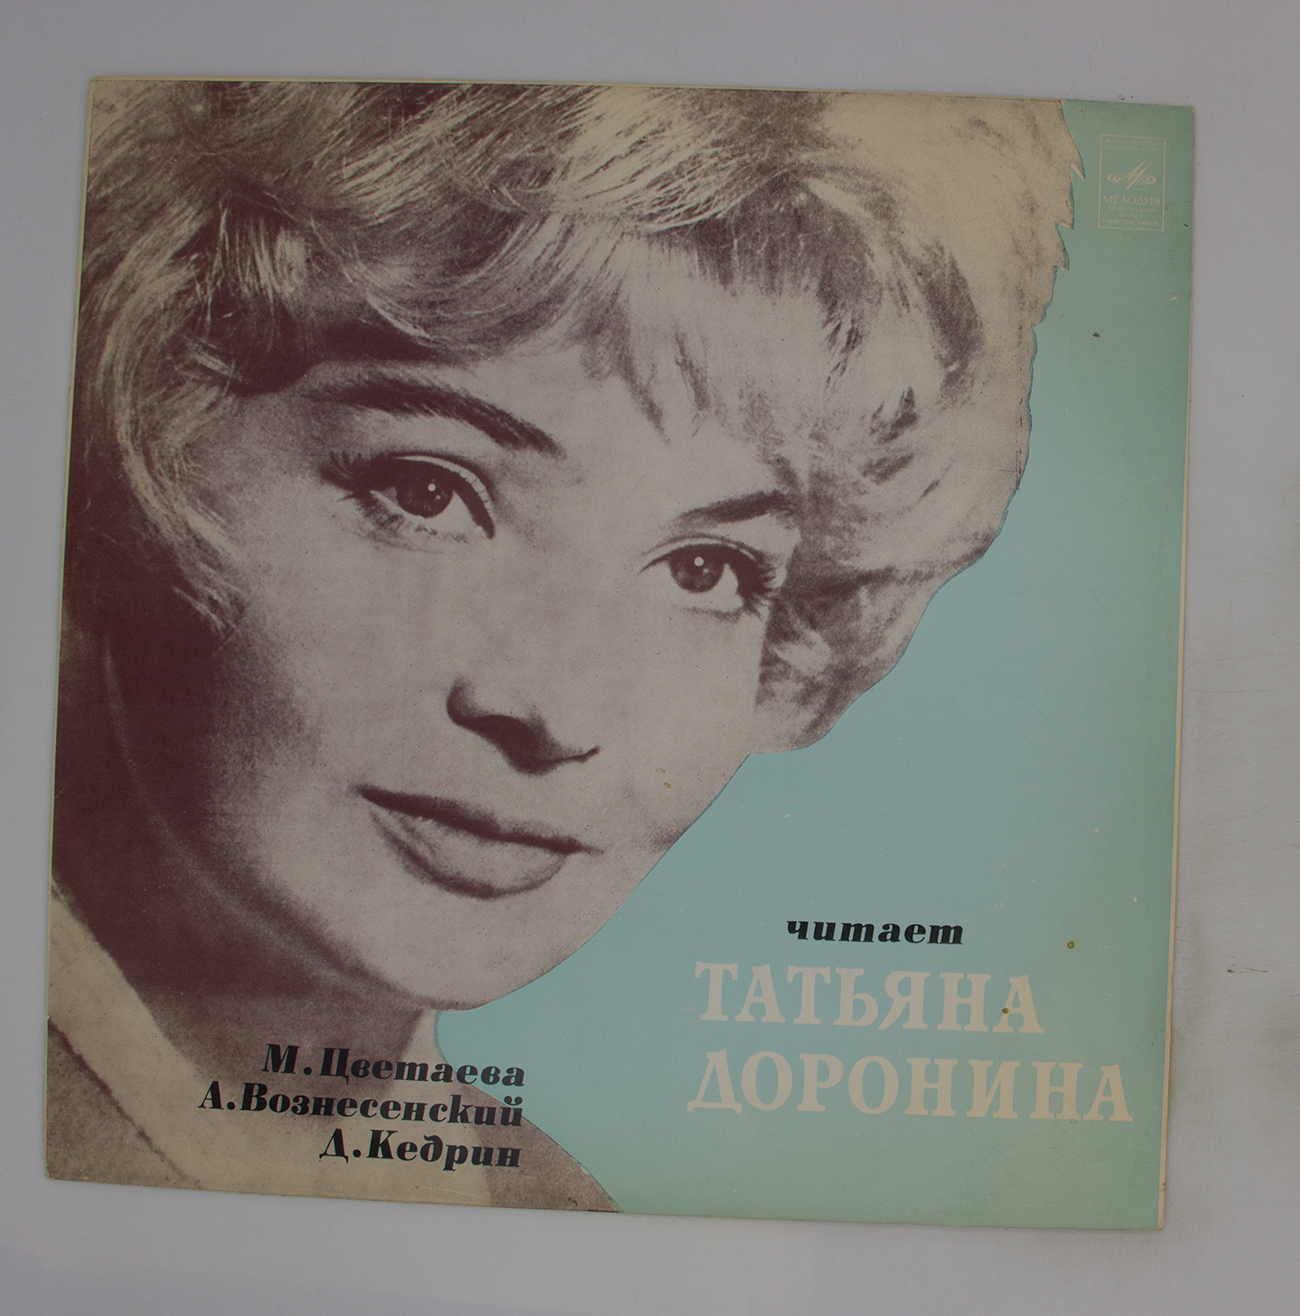 МЕЛОДИЯ
читает
ТАТЬЯНА
ДОРОНИНА
М.Цветаева
А.Вознесенский
Д.Кедрин